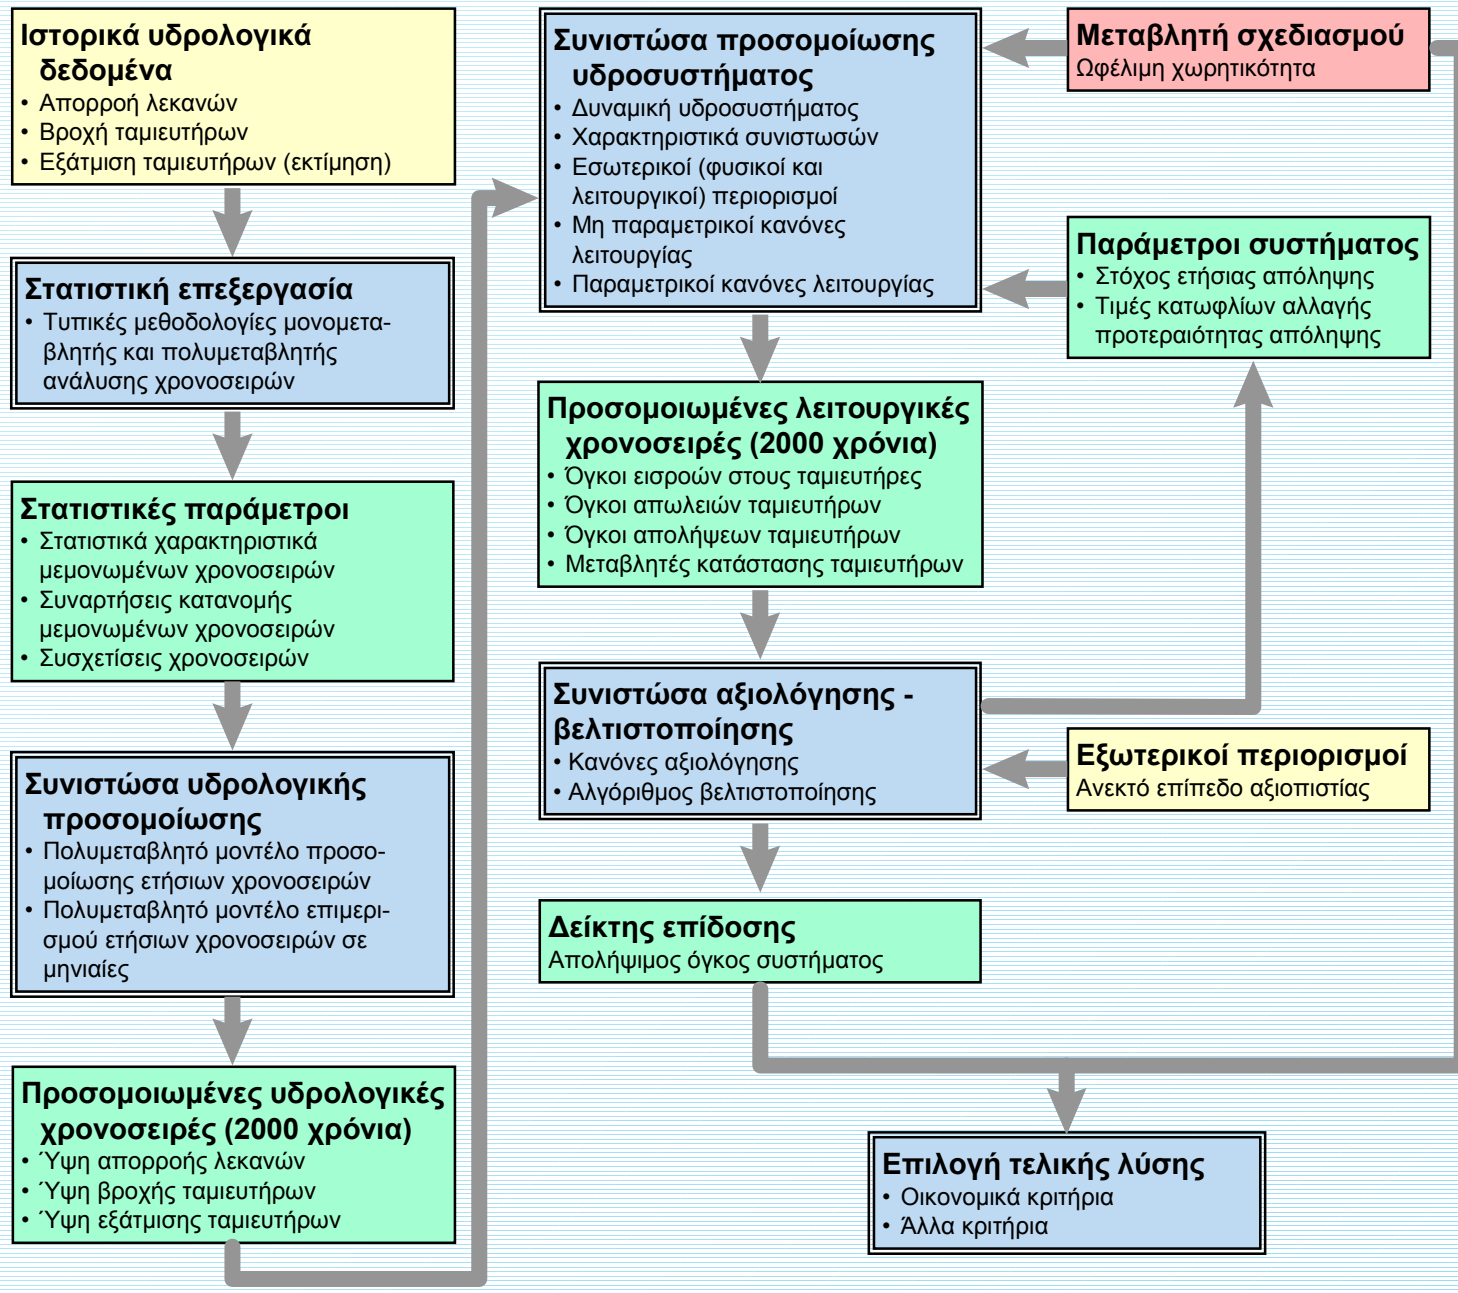 Ιστορικά υδρολογικά
δεδομένα
• Απορροή λεκανών
• Βροχή ταμιευτήρων
• Εξάτμιση ταμιευτήρων (εκτίμηση)
Στατιστική επεξεργασία
• Τυπικές μεθοδολογίες μονομετα-
βλητής και πολυμεταβλητής
ανάλυσης χρονοσειρών
Στατιστικές παράμετροι
• Στατιστικά χαρακτηριστικά
μεμονωμένων χρονοσειρών
• Συναρτήσεις κατανομής
μεμονωμένων χρονοσειρών
• Συσχετίσεις χρονοσειρών
Συνιστώσα υδρολογικής
προσομοίωσης
• Πολυμεταβλητό μοντέλο προσο-
μοίωσης ετήσιων χρονοσειρών
• Πολυμεταβλητό μοντέλο επιμερι-
σμού ετήσιων χρονοσειρών σε
μηνιαίες
Προσομοιωμένες υδρολογικές
χρονοσειρές (2000 χρόνια)
• Ύψη απορροής λεκανών
• Ύψη βροχής ταμιευτήρων
• Ύψη εξάτμισης ταμιευτήρων
Συνιστώσα προσομοίωσης
υδροσυστήματος
• Δυναμική υδροσυστήματος
• Χαρακτηριστικά συνιστωσών
• Εσωτερικοί (φυσικοί και
λειτουργικοί) περιορισμοί
• Μη παραμετρικοί κανόνες
λειτουργίας
• Παραμετρικοί κανόνες λειτουργίας
Προσομοιωμένες λειτουργικές
χρονοσειρές (2000 χρόνια)
• Όγκοι εισροών στους ταμιευτήρες
• Όγκοι απωλειών ταμιευτήρων
• Όγκοι απολήψεων ταμιευτήρων
• Μεταβλητές κατάστασης ταμιευτήρων
Συνιστώσα αξιολόγησης -
βελτιστοποίησης
• Κανόνες αξιολόγησης
• Αλγόριθμος βελτιστοποίησης
Δείκτης επίδοσης
Απολήψιμος όγκος συστήματος
Μεταβλητή σχεδιασμού
Ωφέλιμη χωρητικότητα
Παράμετροι συστήματος
• Στόχος ετήσιας απόληψης
• Τιμές κατωφλίων αλλαγής
προτεραιότητας απόληψης
Εξωτερικοί περιορισμοί
Ανεκτό επίπεδο αξιοπιστίας
Επιλογή τελικής λύσης
• Οικονομικά κριτήρια
• Άλλα κριτήρια